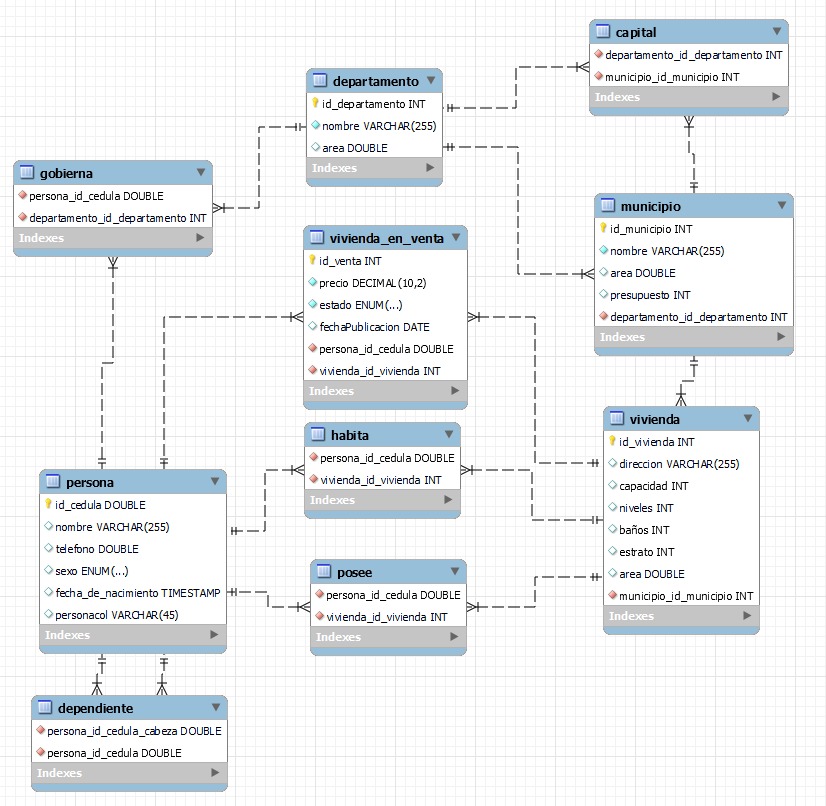 capital
departamento_id_departamento INT
municipio_id_municipio INT
Indexes
departamento
id_departamento INT
nombre VARCHAR(255)
area DOUBLE
Indexes
gobierna
persona_id_cedula DOUBLE
departamento_id_departamento INT
Indexes
municipio
id_municipio INT
nombre VARCHAR(255)
area DOUBLE
presupuesto INT
departamento_id_departamento INT
Indexes
vivienda_en_venta
id_venta INT
precio DECIMAL(10,2)
estado ENUM(...)
fechaPublicacion DATE
persona_id_cedula DOUBLE
vivienda_id_vivienda INT
Indexes
vivienda
id_vivienda INT
direccion VARCHAR(255)
capacidad INT
niveles INT
baños INT
estrato INT
area DOUBLE
municipio_id_municipio INT
Indexes
habita
persona_id_cedula DOUBLE
vivienda_id_vivienda INT
Indexes
persona
id_cedula DOUBLE
nombre VARCHAR(255)
telefono DOUBLE
sexo ENUM(...)
fecha_de_nacimiento TIMESTAMP
personacol VARCHAR(45)
Indexes
posee
persona_id_cedula DOUBLE
vivienda_id_vivienda INT
Indexes
dependiente
persona_id_cedula_cabeza DOUBLE
persona_id_cedula DOUBLE
Indexes